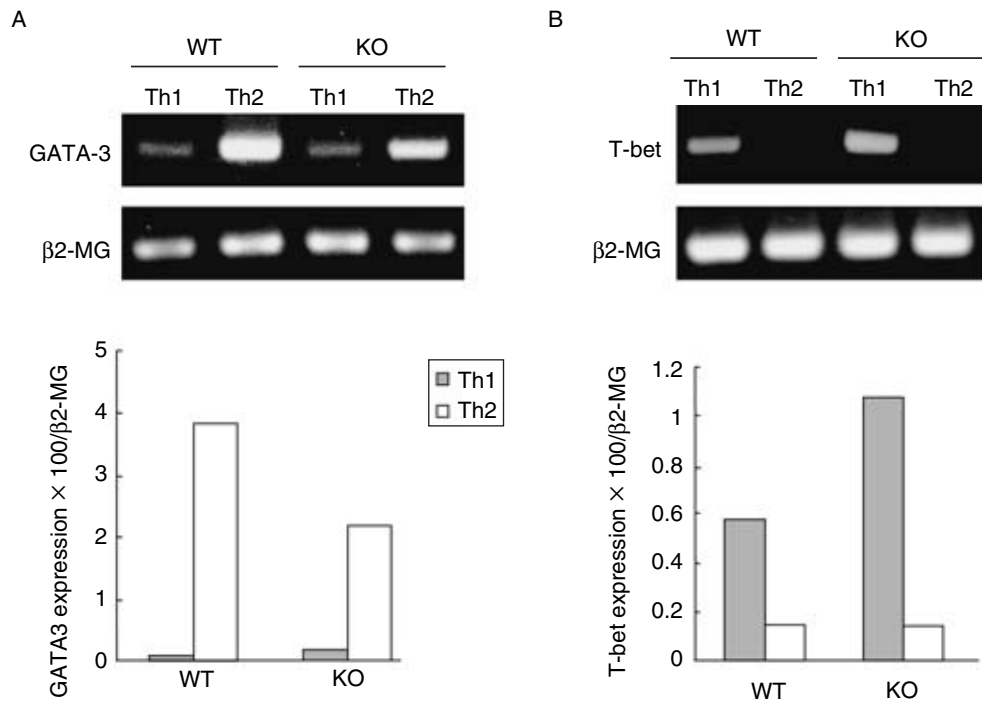 A
WT KO
Th1 Th2 Th1 Th2
GATA-3
β2-MG
GATA3 expression × 100/β2-MG
5
4
3
2
1
0
WT KO
Th1
Th2
B
WT KO
Th1 Th2 Th1 Th2
T-bet
β2-MG
T-bet expression × 100/β2-MG
1.2
1
0.8
0.6
0.4
0.2
0
WT KO